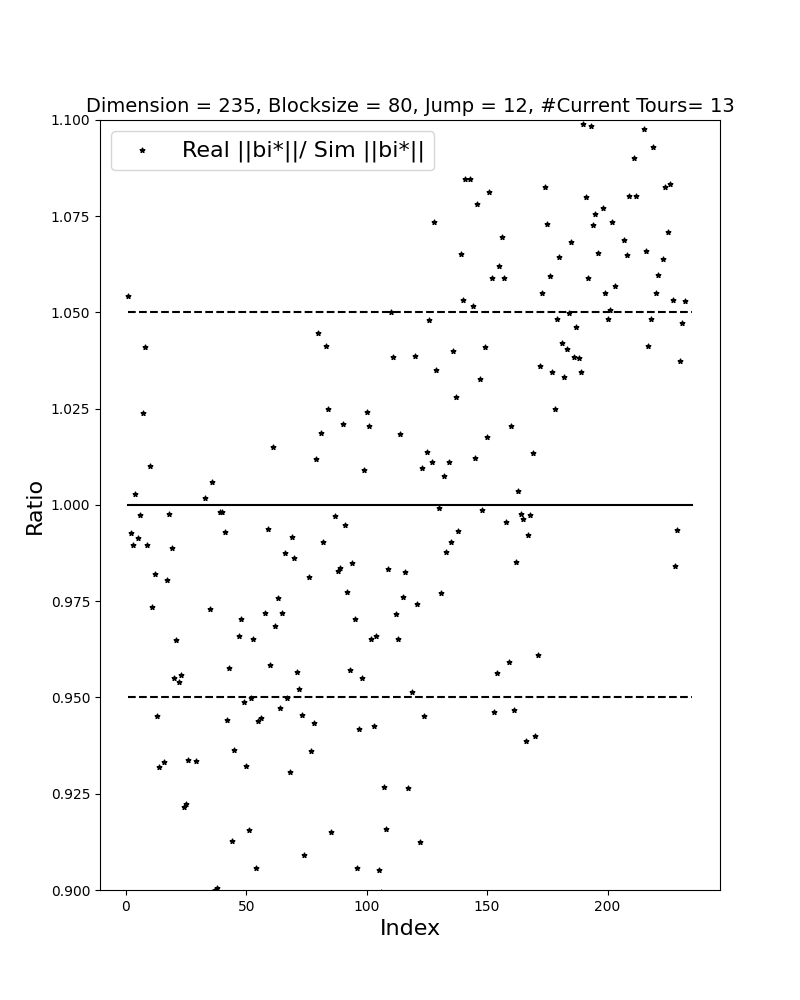 Dimension = 235, Blocksize = 80, Jump = 12, #Current Tours= 13
Real ||bi*||/ Sim ||bi*||
1.100
1.075
1.050
1.025
1.000
0.975
0.950
0.925
0.900
Ratio
0 50 100 150 200
Index